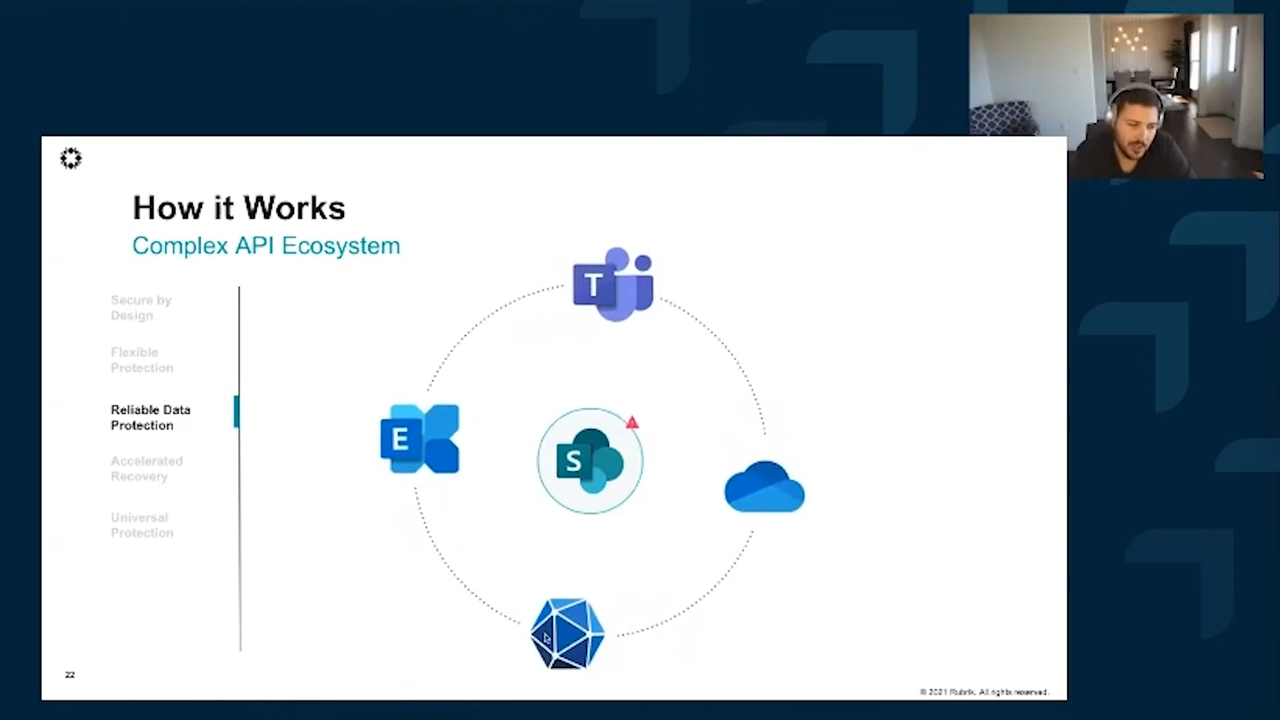 How it Works
Complex API Ecosystem
Secure by
Design
Flexible
Protection
Reliable Data
Protection
Accelerated
Recovery
Universal
Protection
T
E
S
22
© 2021 Rubrik. All rights reserved.